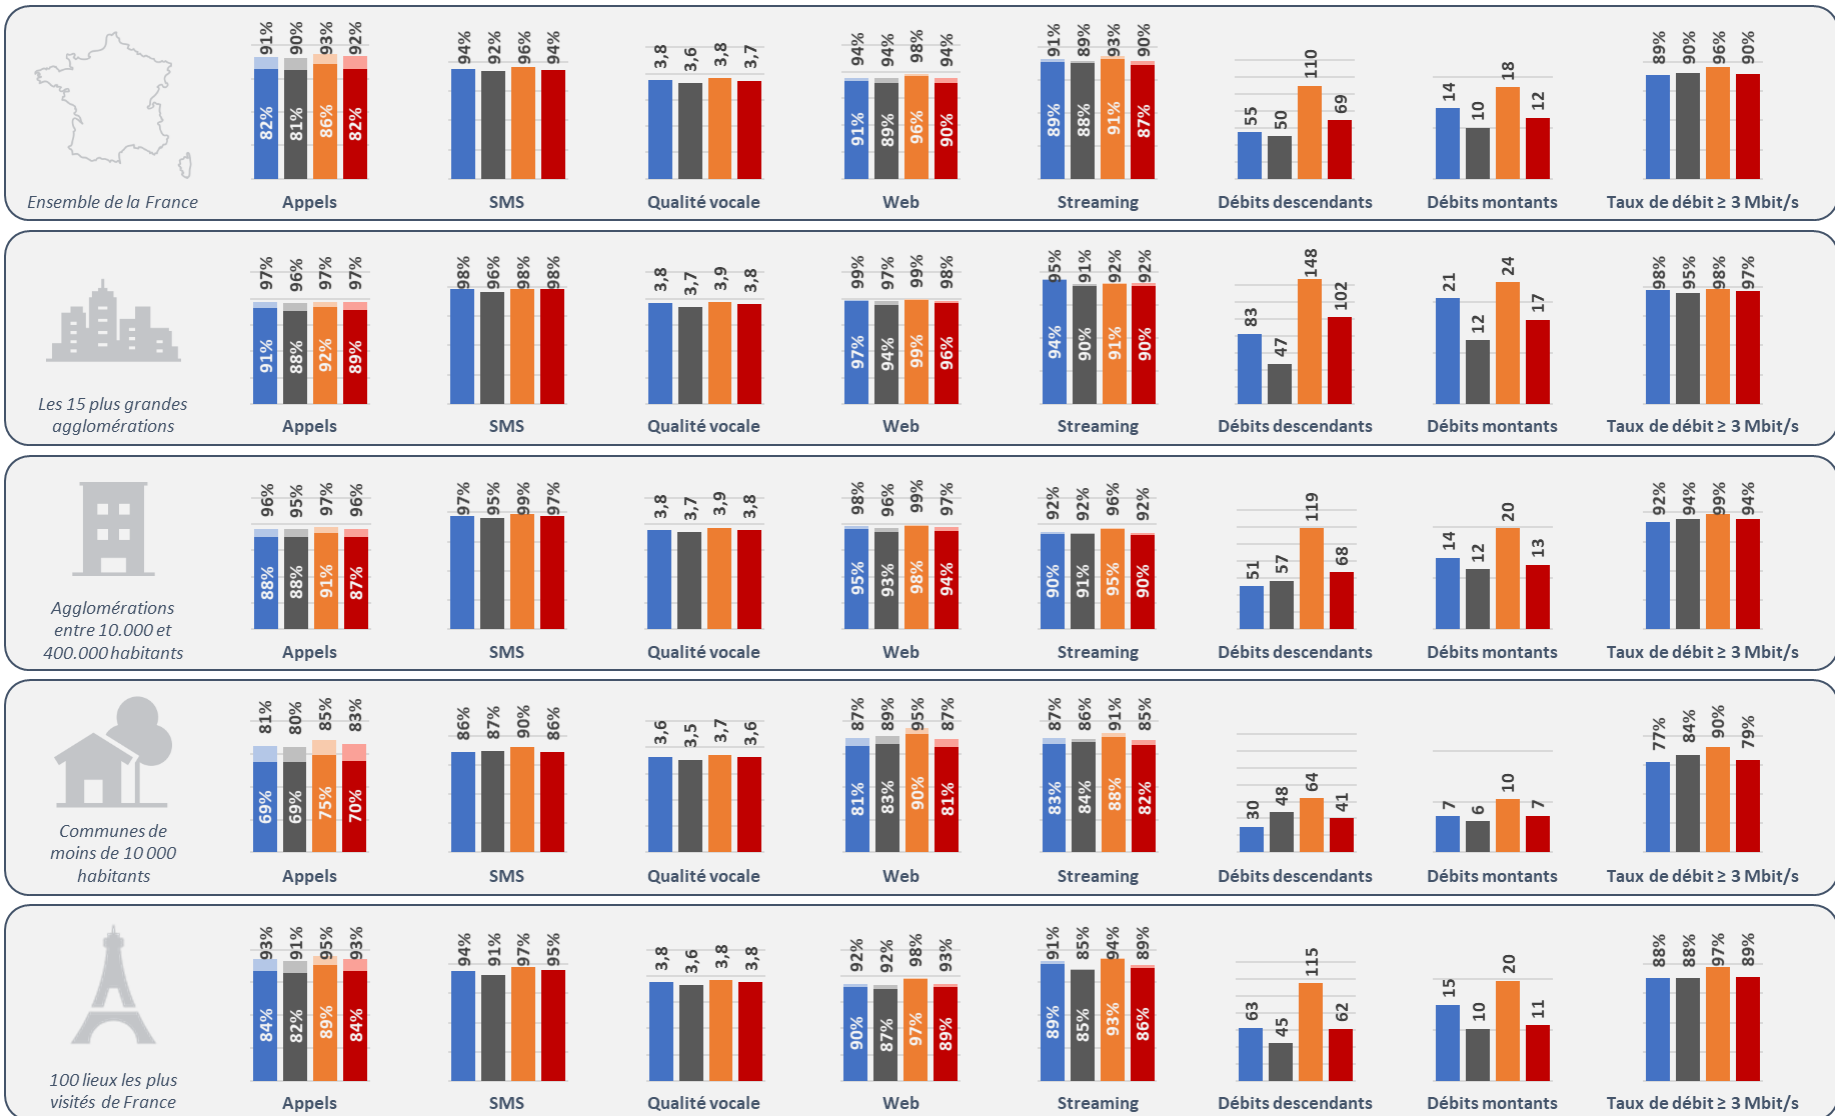 91% 90% 93% 92%
82% 81% 86% 82%
94% 92% 96% 94%
3,8 3,6 3,8 3,7
94% 94% 98% 94%
91% 89% 96% 90%
91% 89% 93% 90%
89% 88% 91% 87%
55 50 110 69
14 10 18 12
89% 90% 96% 90%
Ensemble de la France
Appels SMS Qualité vocale Web Streaming Débits descendants Débits montants Taux de débit ≥ 3 Mbit/s
97% 96% 97% 97%
91% 88% 92% 89%
98% 96% 98% 98%
3,8 3,7 3,9 3,8
99% 97% 99% 98%
97% 94% 99% 96%
95% 91% 92% 92%
94% 90% 91% 90%
83 47 148 102
21 12 24 17
98% 95% 98% 97%
Les 15 plus grandes
agglomérations
Appels SMS Qualité vocale Web Streaming Débits descendants Débits montants Taux de débit ≥ 3 Mbit/s
96% 95% 97% 96%
88% 88% 91% 87%
97% 95% 99% 97%
3,8 3,7 3,9 3,8
98% 96% 99% 97%
95% 93% 98% 94%
92% 92% 96% 92%
90% 91% 95% 90%
51 57 119 68
14 12 20 13
92% 94% 99% 94%
Agglomérations
entre 10.000 et
400.000 habitants
Appels SMS Qualité vocale Web Streaming Débits descendants Débits montants Taux de débit ≥ 3 Mbit/s
81% 80% 85% 83%
69% 69% 75% 70%
86% 87% 90% 86%
3,6 3,5 3,7 3,6
87% 89% 95% 87%
81% 83% 90% 81%
87% 86% 91% 85%
83% 84% 88% 82%
30 48 64 41
7 6 10 7
77% 84% 90% 79%
Communes de
moins de 10 000
habitants
Appels SMS Qualité vocale Web Streaming Débits descendants Débits montants Taux de débit ≥ 3 Mbit/s
93% 91% 95% 93%
84% 82% 89% 84%
94% 91% 97% 95%
3,8 3,6 3,8 3,8
92% 92% 98% 93%
90% 87% 97% 89%
91% 85% 94% 89%
89% 85% 93% 86%
63 45 115 62
15 10 20 11
88% 88% 97% 89%
100 lieux les plus
visités de France
Appels SMS Qualité vocale Web Streaming Débits descendants Débits montants Taux de débit ≥ 3 Mbit/s